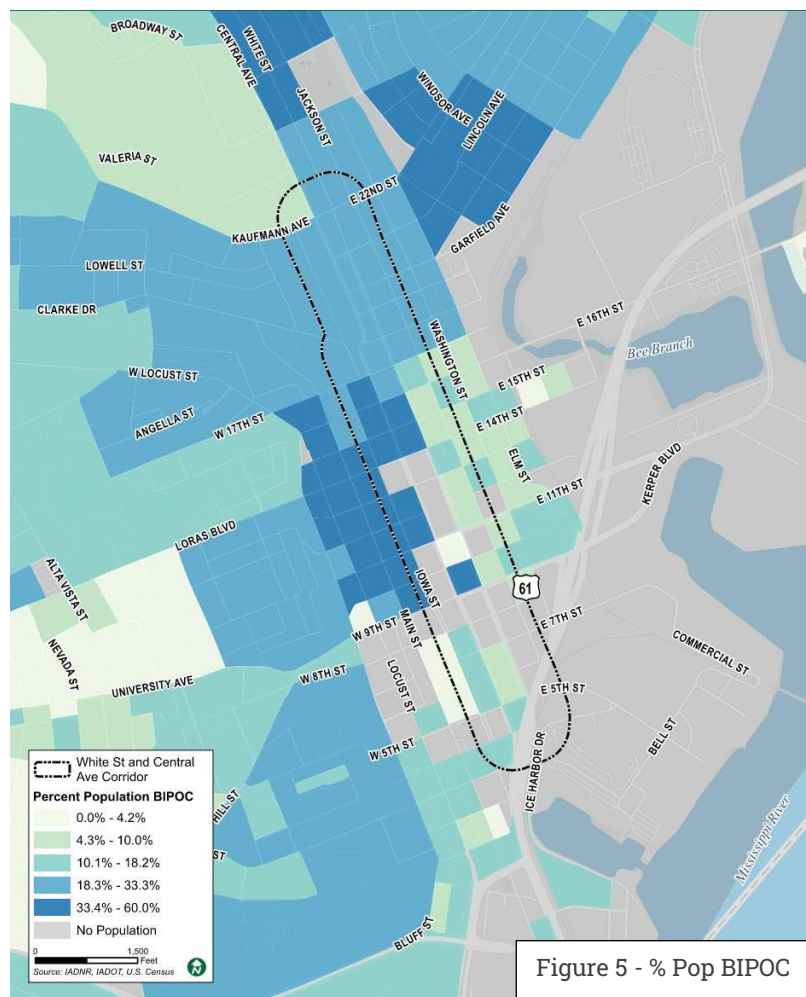 BROADWAY ST
CENTRAL AVE
WHITE ST
JACKSON ST
WINDSOR AVE
LINCOLN AVE
VALERIA ST
E 22ND ST
KAUFMANN AVE
GARFIELD AVE
LOWELL ST
CLARKE DR
E 16TH ST
Bee Branch
WASHINGTON ST
W LOCUST ST
E 15TH ST
ANGELLA ST
W 17TH ST
E 14TH ST
ELM ST
KERPER BLVD
E 11TH ST
LORAS BLVD
ALTA VISTA ST
IOWA ST
61
MAIN ST
W 9TH ST
E 7TH ST
NEVADA ST
COMMERCIAL ST
W 8TH ST
UNIVERSITY AVE
LOCUST ST
E 5TH ST
BELL ST
W 5TH ST
ICE HARBOR DR
HILL ST
ST
Mississippi River
BLUFF ST
White St and Central
Ave Corridor
Percent Population BIPOC
0.0% - 4.2%
4.3% - 10.0%
10.1% - 18.2%
18.3% - 33.3%
33.4% - 60.0%
No Population
0 1,500
Feet
Source: IADNR, IADOT, U.S. Census
N
Figure 5 - % Pop BIPOC